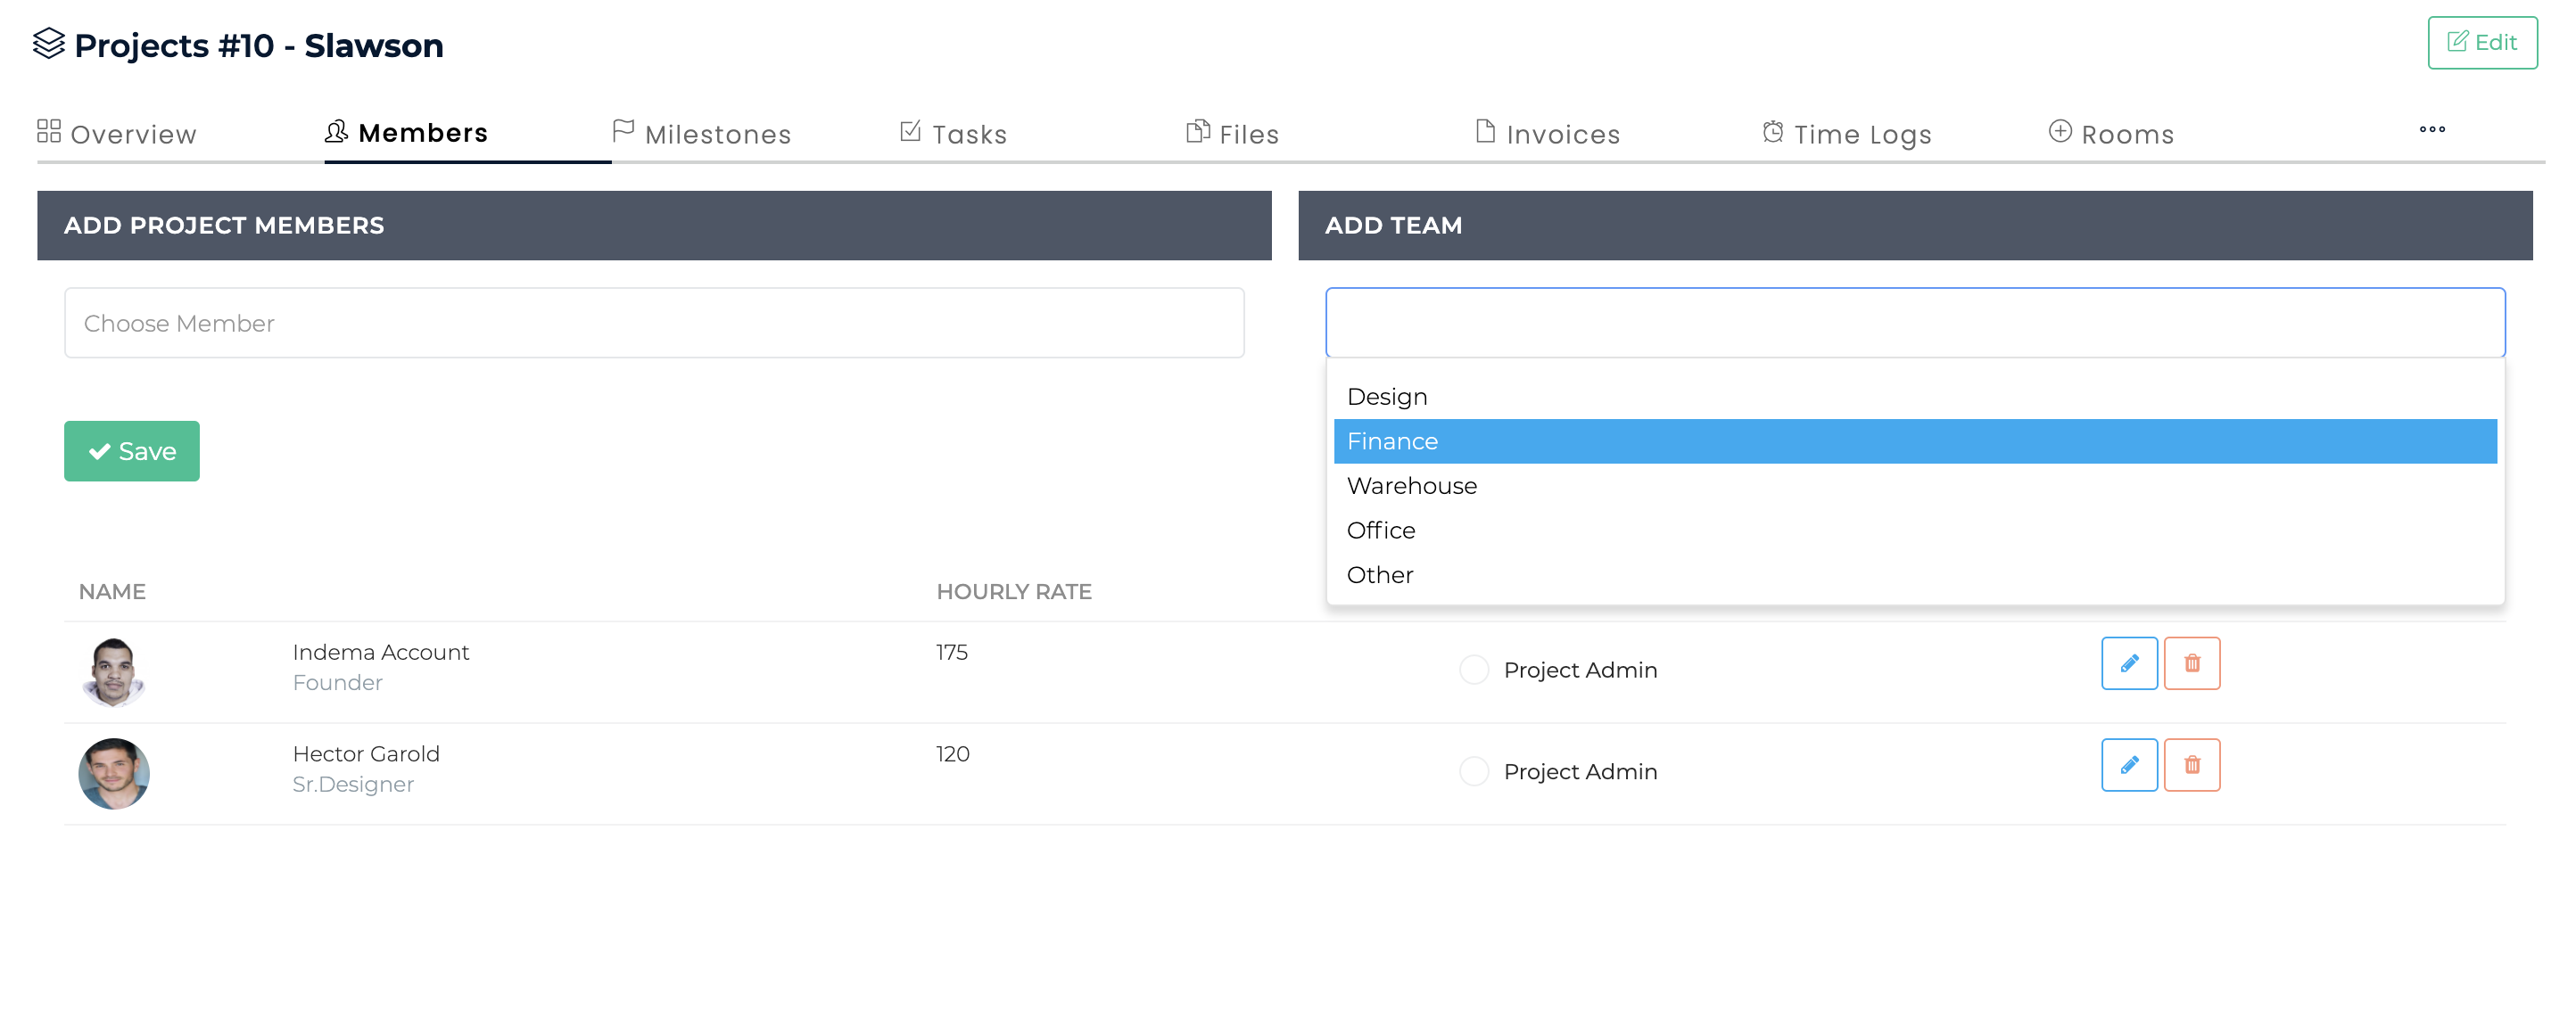 Projects #10 - Slawson
Edit
Overview
Members
Milestones
Tasks
Files
Invoices
Time Logs
Rooms
ADD PROJECT MEMBERS
Choose Member
Save
ADD TEAM
Design
Finance
Warehouse
Office
Other
NAME HOURLY RATE
Indema Account 175 Project Admin
Founder
Hector Garold 120 Project Admin
Sr.Designer